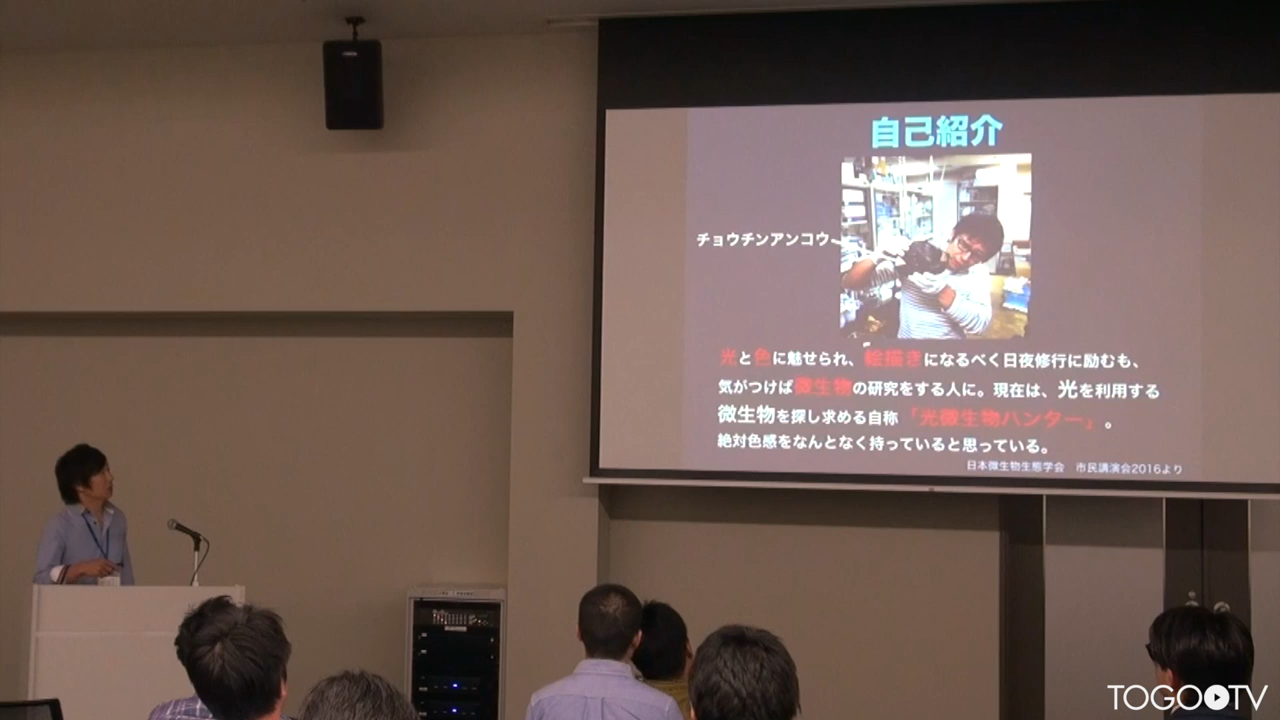 自己紹介
チョウチンアンコウ
光と色に魅せられ、絵描きになるべく日夜修行に励むも、
気がつけば微生物の研究をする人に。現在は、光を利用する
微生物を探し求める自称「光微生物ハンター」。
絶対色感をなんとなく持っていると思っている。
日本微生物生態学会 市民講演会2016より
TOGOTV